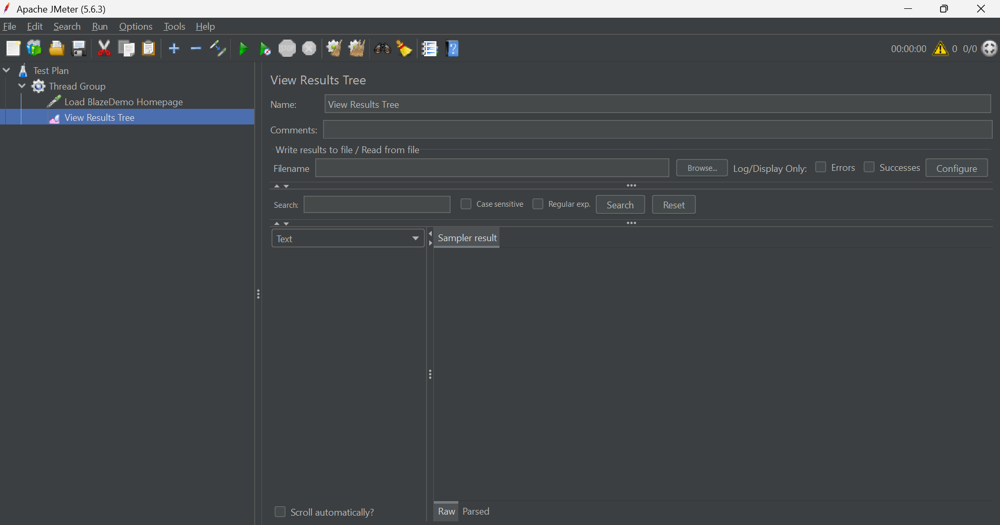 Apache JMeter (5.6.3)
File Edit Search Run Options Tools Help
STOP
00:00:00 0 0/0
Test Plan
Thread Group
Load BlazeDemo Homepage
View Results Tree
View Results Tree
Name: View Results Tree
Comments:
Write results to file / Read from file
Filename Browse... Log/Display Only: Errors Successes Configure
Search: Case sensitive Regular exp. Search Reset
Text
Sampler result
Scroll automatically?
Raw Parsed